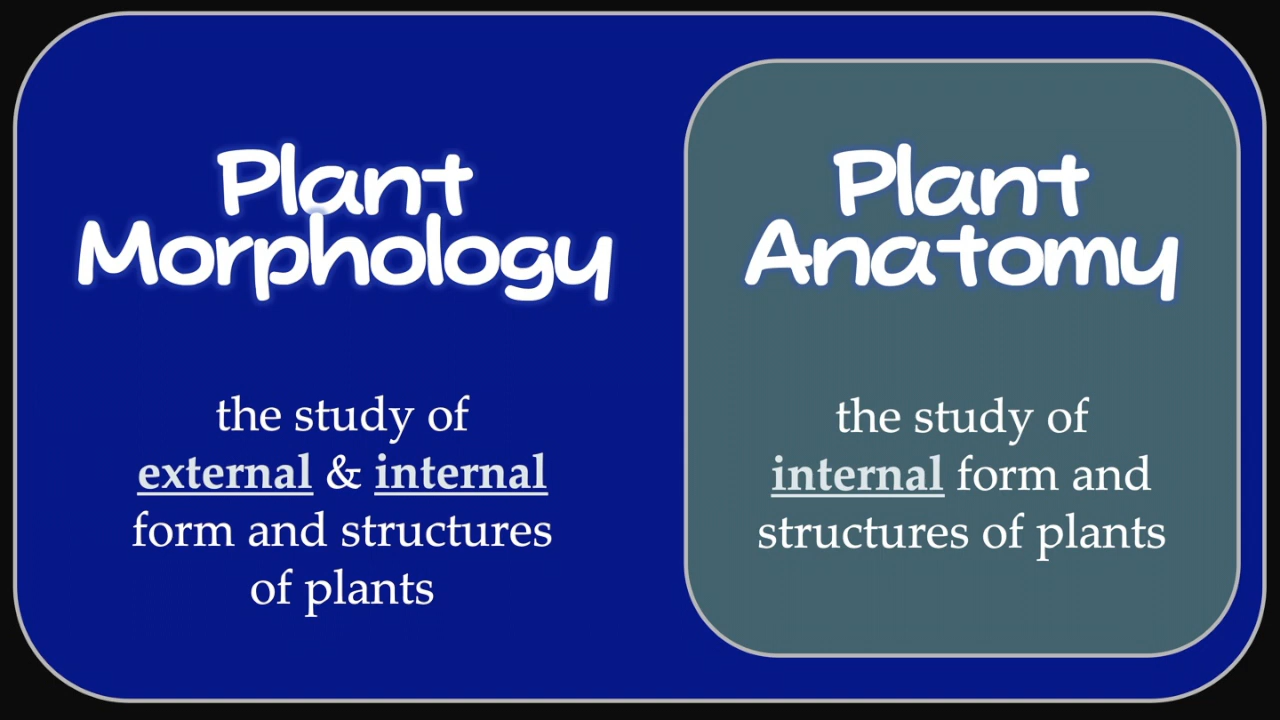 Plant
Morphology
the study of
external & internal
form and structures
of plants
Plant
Anatomy
the study of
internal form and
structures of plants